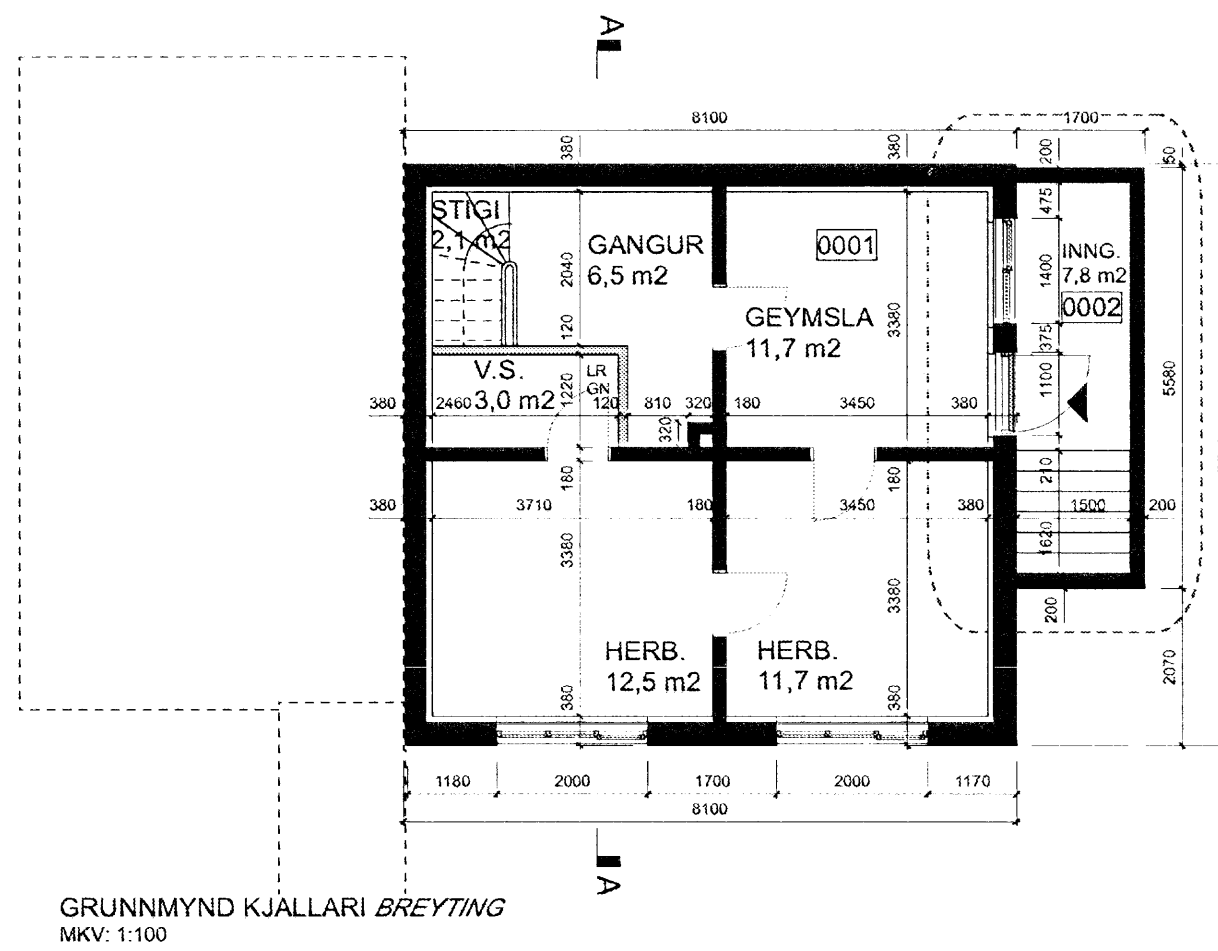 A
8100
1700
380
380
200
50
STIGI
2,1 m2
GANGUR
6,5 m2
0001
475
INNG.
7,8 m2
0002
2040
1400
3380
GEYMSLA
11,7 m2
120
375
V.S.
3,0 m2
LR
GN
1220
1100
5580
380
2460
120
810
320
180
3450
380
320
180
180
210
380
3710
180
3450
380
1500
200
3380
1620
3380
200
HERB.
12,5 m2
HERB.
11,7 m2
2070
380
380
1180
2000
1700
2000
1170
8100
A
GRUNNMYND KJALLARI BREYTING
MKV: 1:100